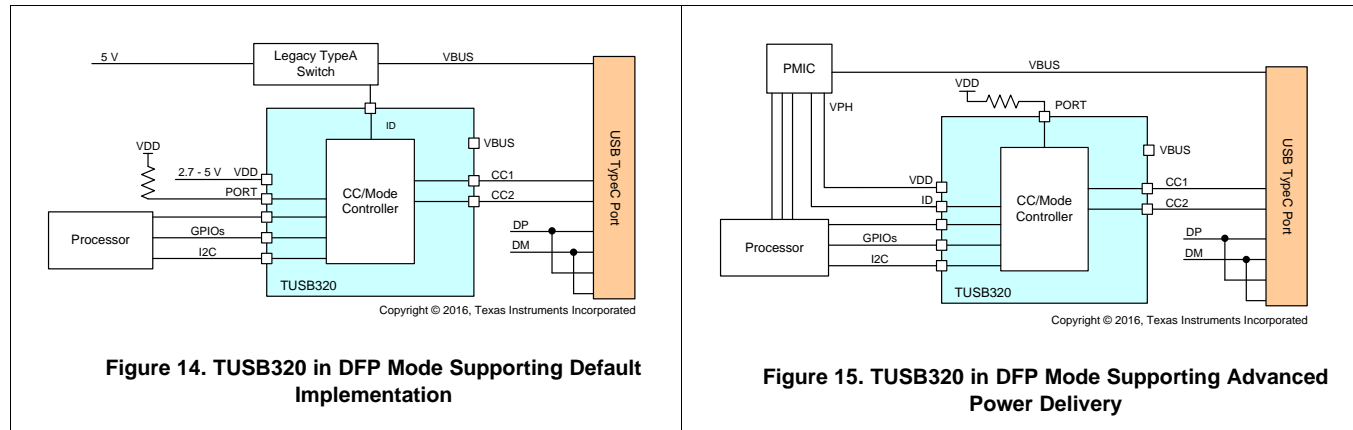 5 V
Legacy TypeA
Switch
VBUS
ID
VDD
2.7 - 5 V VDD
PORT
VBUS
CC/Mode
Controller
CC1
CC2
Processor
GPIOs
I2C
DP
DM
TUSB320
USB TypeC Port
Copyright © 2016, Texas Instruments Incorporated
Figure 14. TUSB320 in DFP Mode Supporting Default
Implementation
PMIC
VBUS
VPH
VDD
PORT
VBUS
VDD
ID
CC/Mode
Controller
CC1
CC2
Processor
GPIOs
I2C
DP
DM
TUSB320
USB TypeC Port
Copyright © 2016, Texas Instruments Incorporated
Figure 15. TUSB320 in DFP Mode Supporting Advanced
Power Delivery